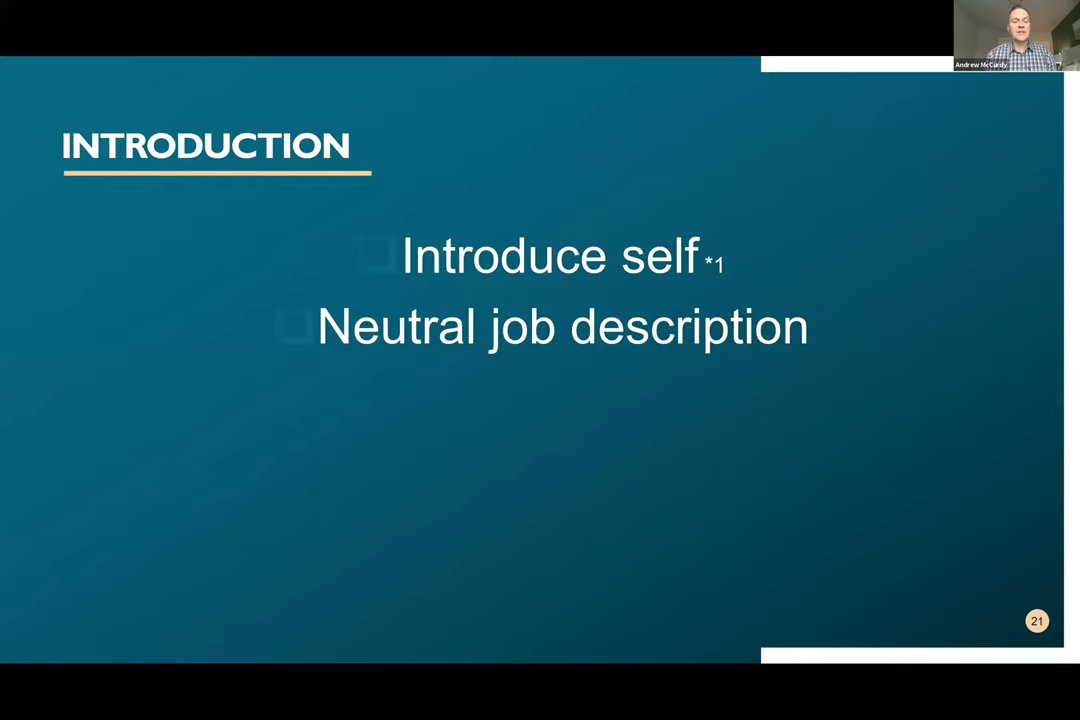 Andrew McCurdy
INTRODUCTION
Introduce self *1
Neutral job description
21